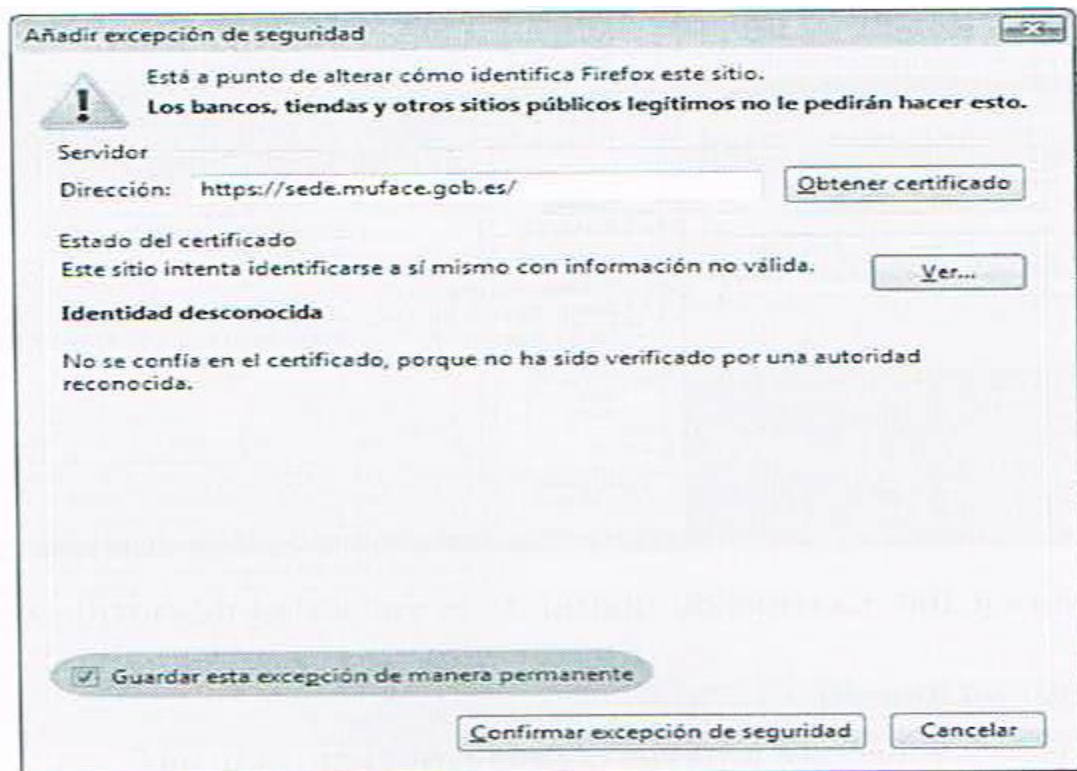 Añadir excepción de seguridad
Está a punto de alterar cómo identifica Firefox este sitio.
Los bancos, tiendas y otros sitios públicos legítimos no le pedirán hacer esto.
Servidor
Dirección: https://sede.muface.gob.es/ Obtener certificado
Estado del certificado
Este sitio intenta identificarse a sí mismo con información no válida. Ver...
Identidad desconocida
No se confía en el certificado, porque no ha sido verificado por una autoridad
reconocida.
Guardar esta excepción de manera permanente
Confirmar excepción de seguridad Cancelar